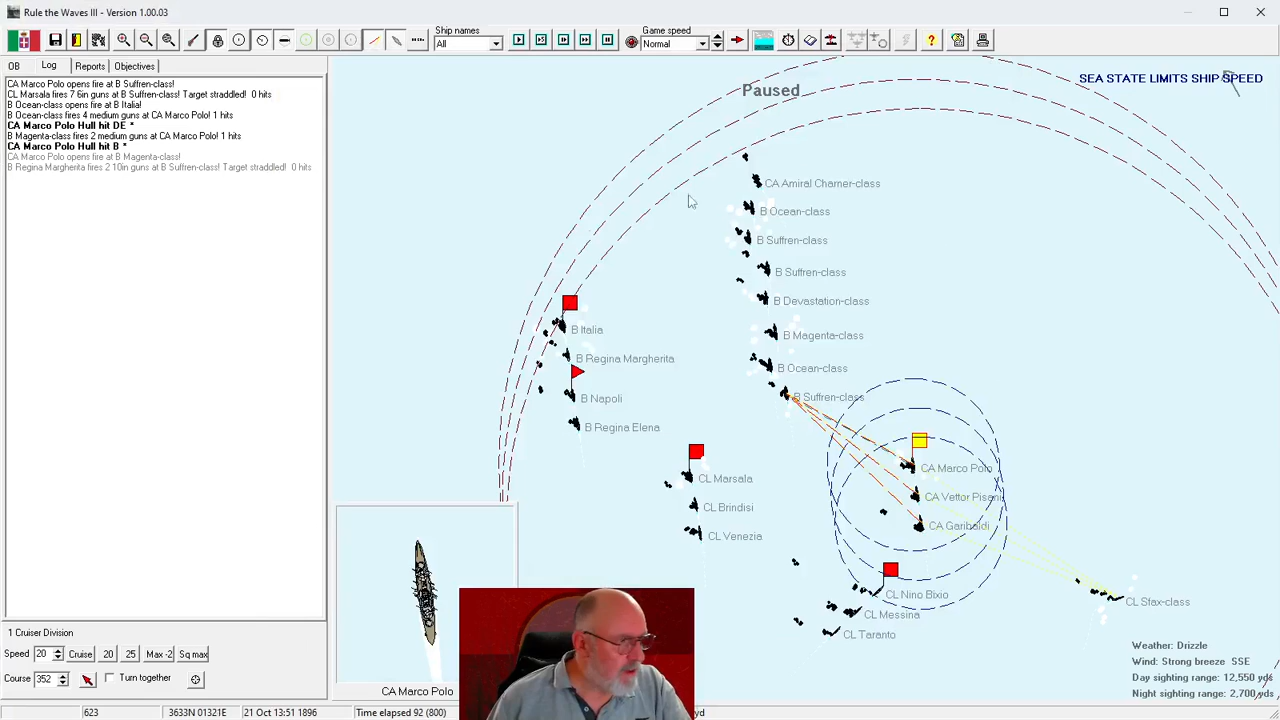 Rule the Waves III - Version 1.00.03
Ship names
All
Game speed
Normal
OB
Log
Reports
Objectives
CA Marco Polo opens fire at B Suffren-class!
CL Marsala fires 7 6in guns at B Suffren-class! Target straddled! 0 hits
B Ocean-class opens fire at B Italia!
B Ocean-class fires 4 medium guns at CA Marco Polo! 1 hits
CA Marco Polo Hull hit DE *
B Magenta-class fires 2 medium guns at CA Marco Polo! 1 hits
CA Marco Polo Hull hit B *
CA Marco Polo opens fire at B Magenta-class!
B Regina Margherita fires 2 10in guns at B Suffren-class! Target straddled! 0 hits
SEA STATE LIMITS SHIP SPEED
Paused
CA Amiral Charner-class
B Ocean-class
B Suffren-class
B Suffren-class
B Devastation-class
B Italia
B Magenta-class
B Regina Margherita
B Ocean-class
B Napoli
B Suffren-class
B Regina Elena
CA Marco Polo
CL Marsala
CA Vettor Pisani
CL Brindisi
CA Garibaldi
CL Venezia
CL Nino Bixio
CL Sfax-class
CL Messina
CL Taranto
1 Cruiser Division
Speed 20 Cruise 20 25 Max -2 Sq max
Course 352 Turn together
CA Marco Polo
Weather: Drizzle
Wind: Strong breeze SSE
Day sighting range: 12,550 yds
Night sighting range: 2,700 yds
623
3633N 01321E
21 Oct 13:51 1896
Time elapsed 92 (800)
yd